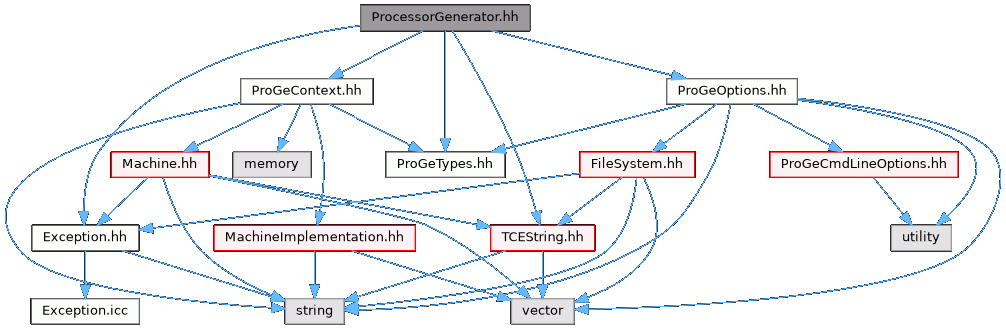 ProcessorGenerator.hh
ProGeContext.hh
ProGeOptions.hh
Machine.hh
memory
ProGeTypes.hh
FileSystem.hh
ProGeCmdLineOptions.hh
Exception.hh
MachineImplementation.hh
TCEString.hh
utility
Exception.icc
string
vector